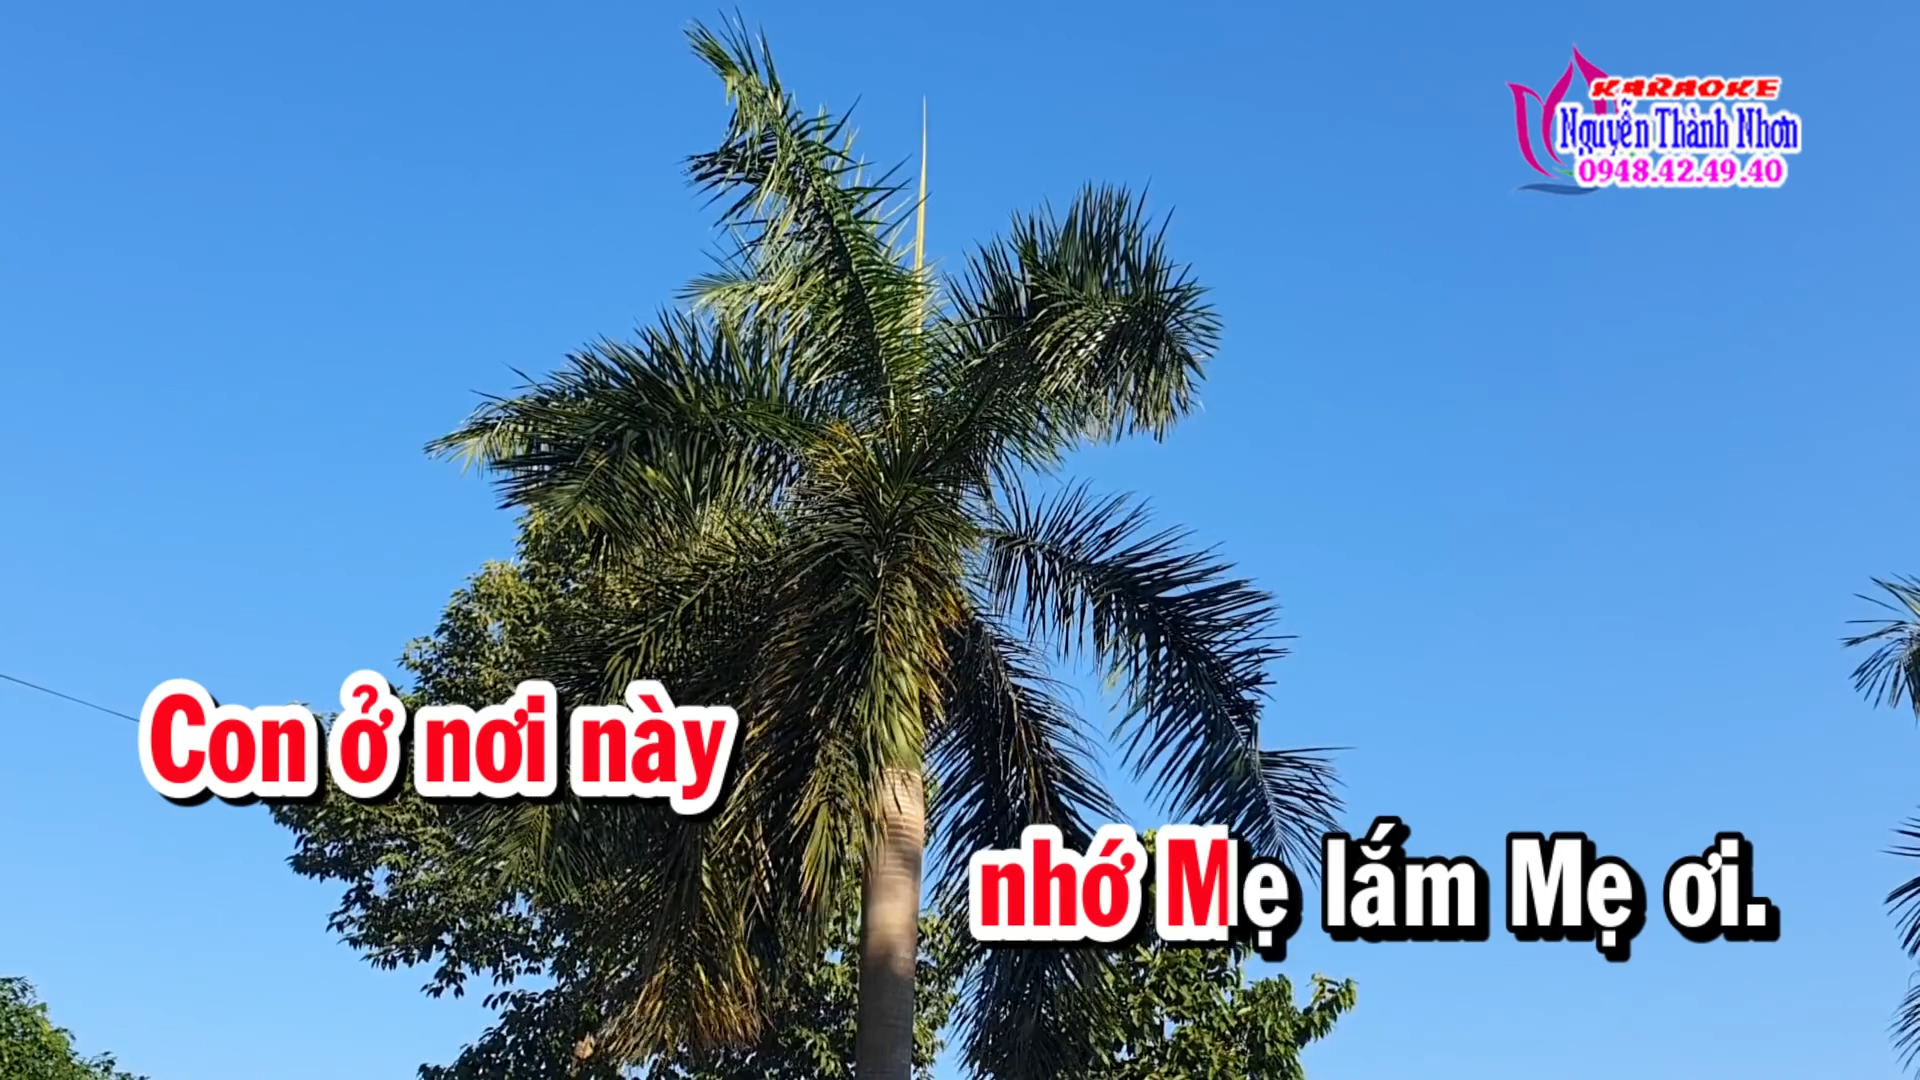 KARAOKE
Nguyễn Thành Nhơn
0948.42.49.40
Con ở nơi này
nhớ Mẹ lắm Mẹ ơi.